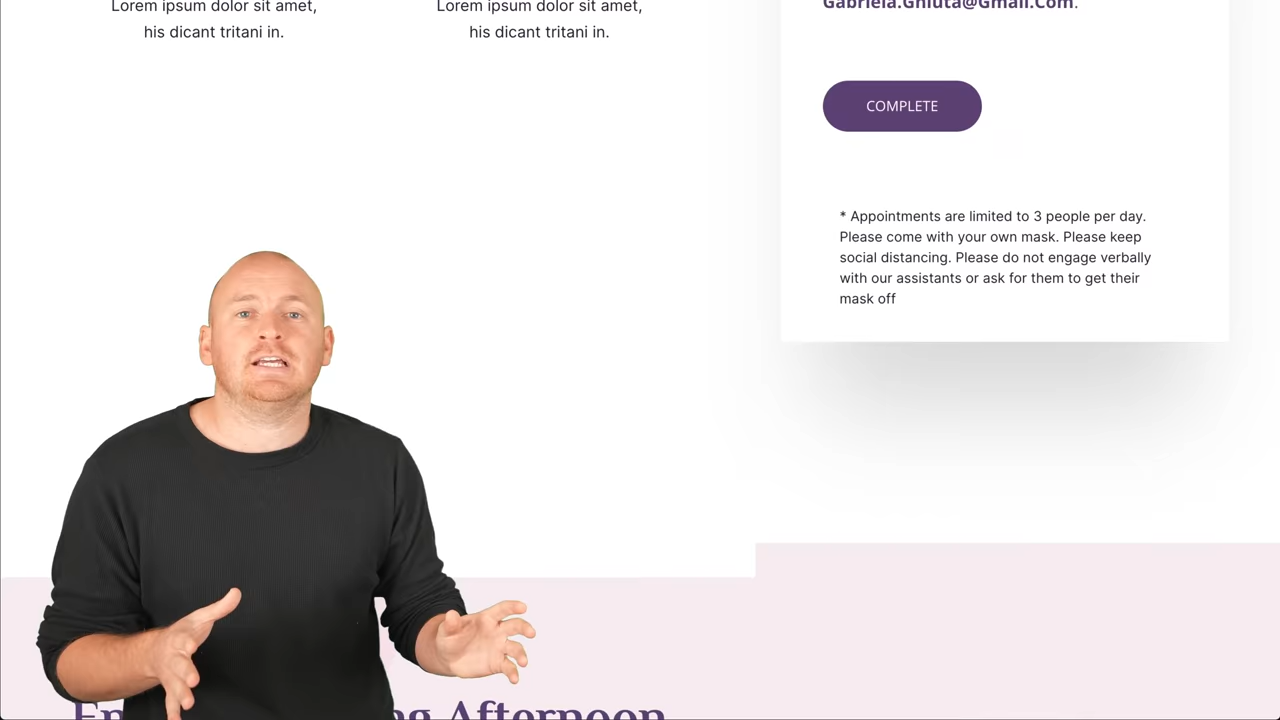 Lorem ipsum dolor sit amet,
his dicant tritani in.
Lorem ipsum dolor sit amet,
his dicant tritani in.
COMPLETE
* Appointments are limited to 3 people per day.
Please come with your own mask. Please keep
social distancing. Please do not engage verbally
with our assistants or ask for them to get their
mask off
Afternoon